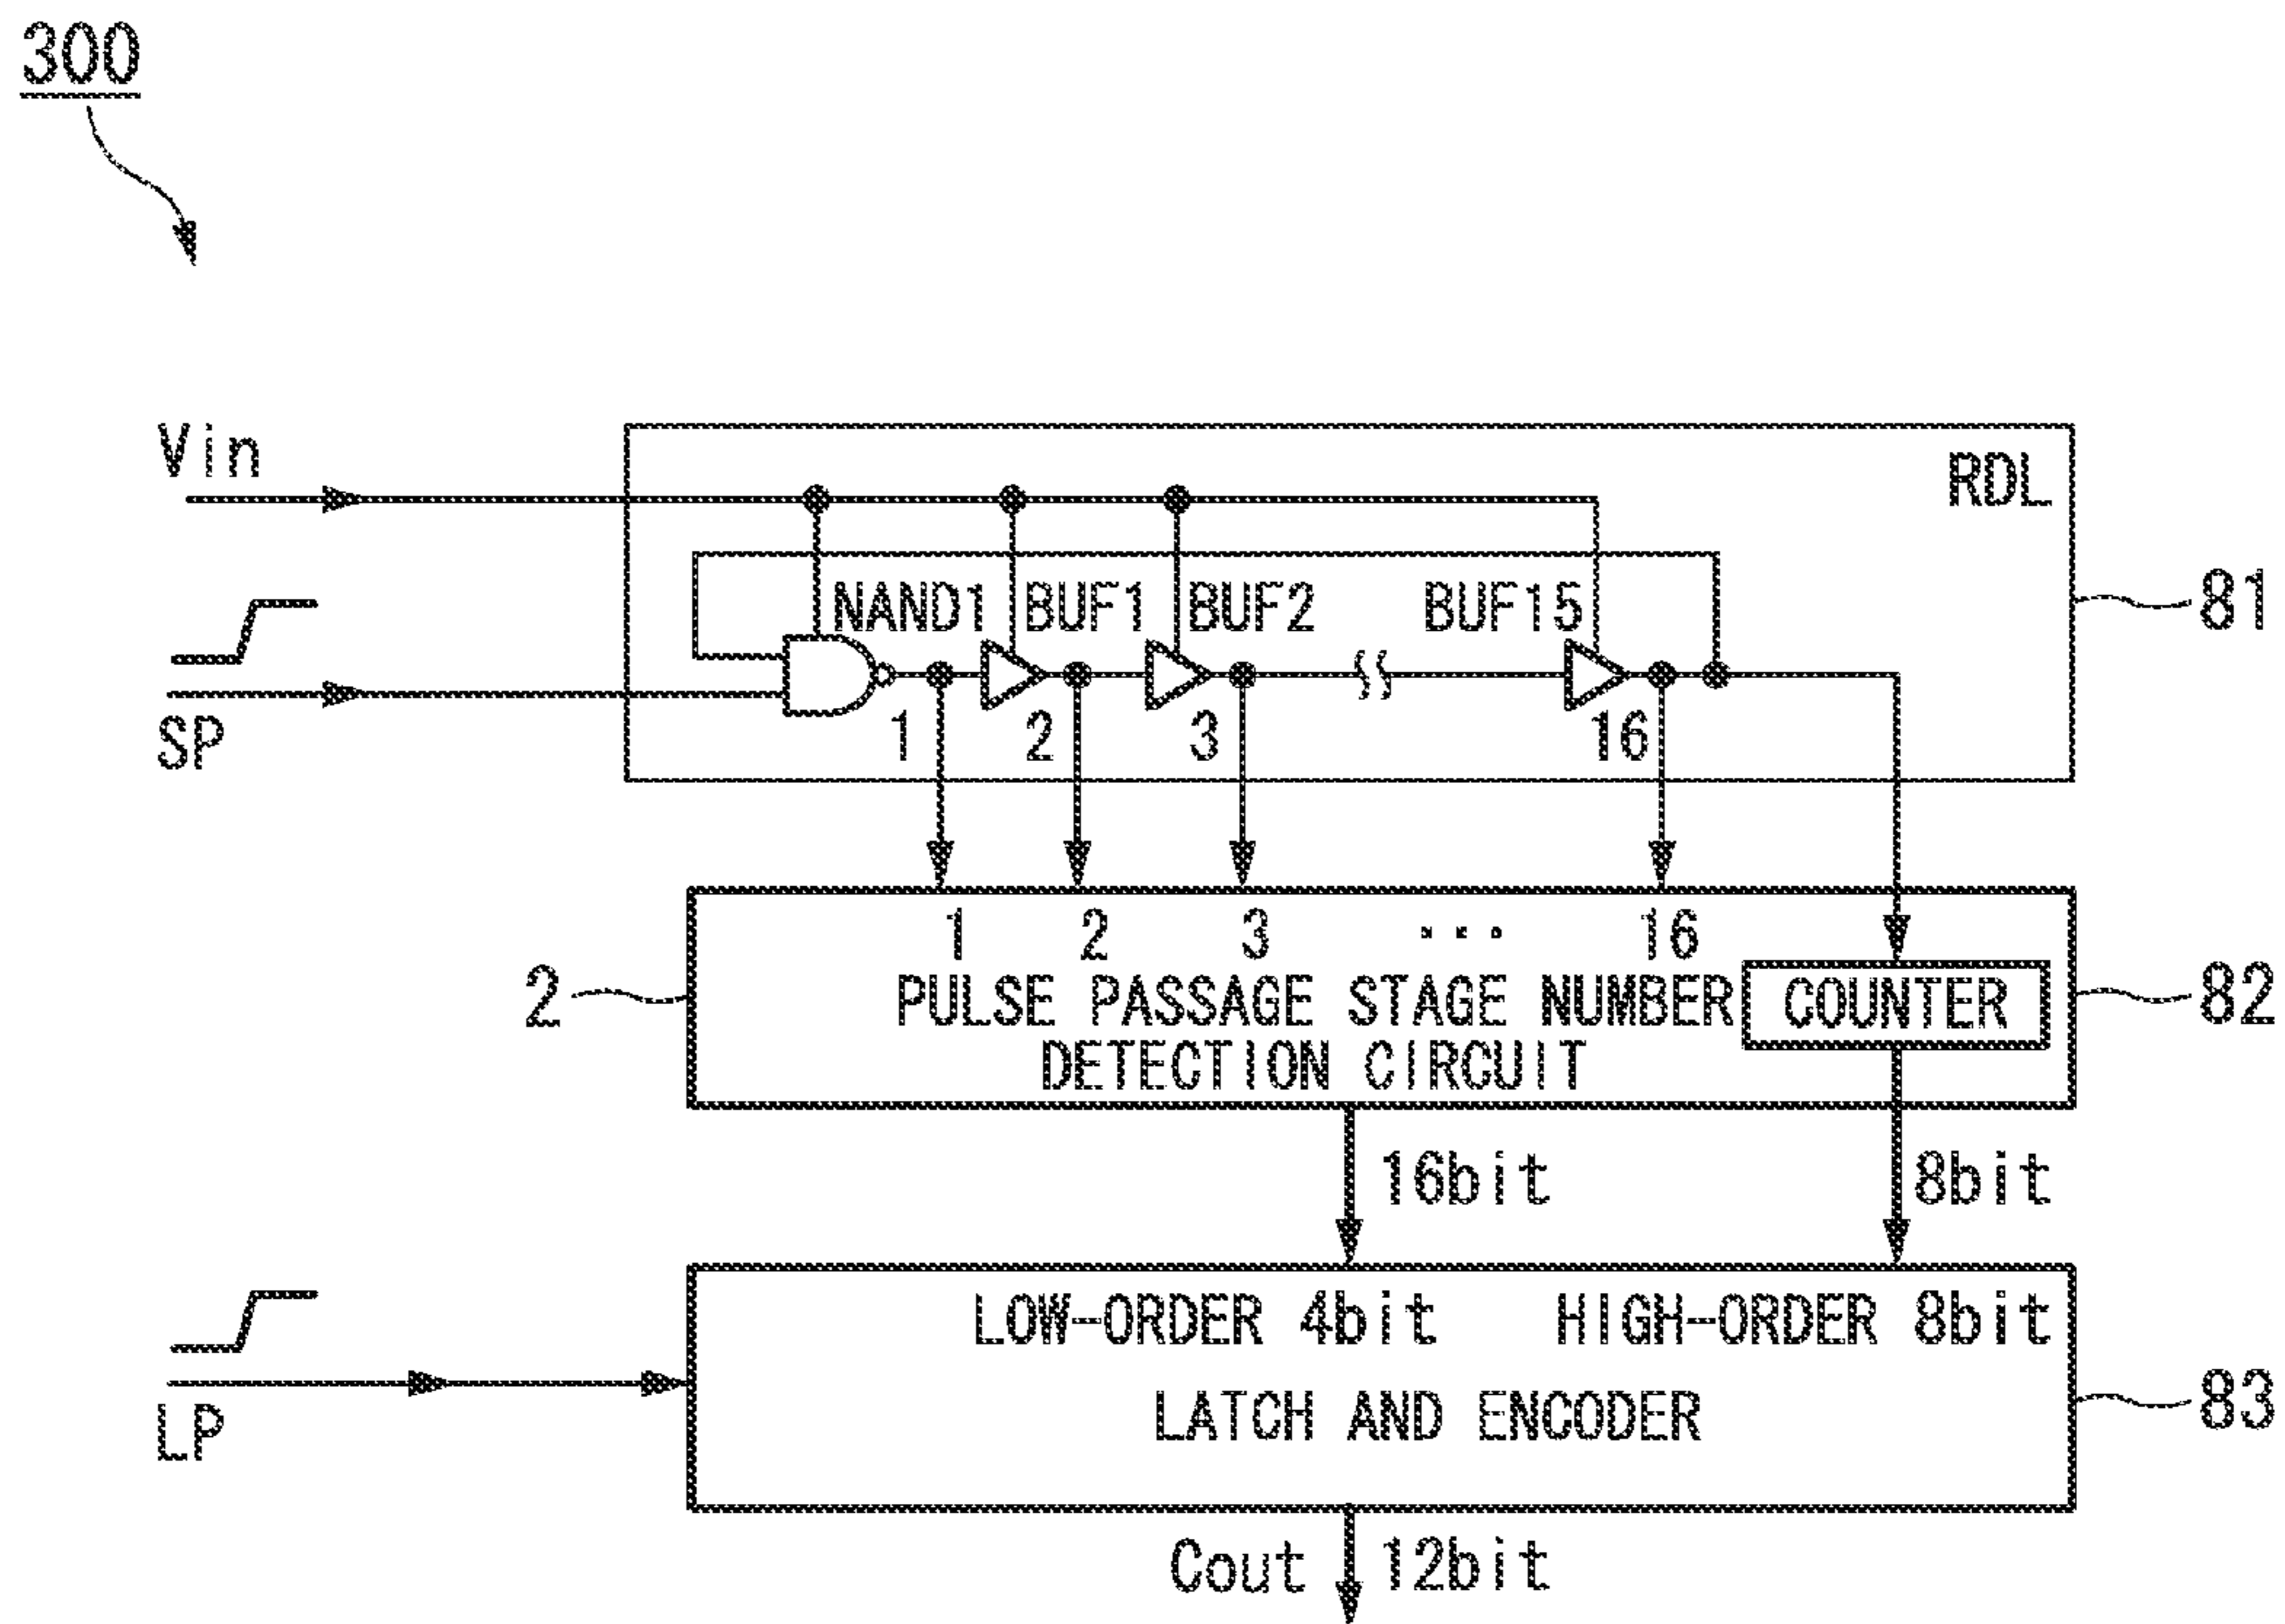 300
Vin
RDL
NAND1 BUF1 BUF2 BUF15
81
SP
1 2 3 16
1 2 3 ... 16
2
PULSE PASSAGE STAGE NUMBER
DETECTION CIRCUIT
COUNTER
82
16bit 8bit
LOW-ORDER 4bit HIGH-ORDER 8bit
LATCH AND ENCODER
83
LP
Cout 12bit